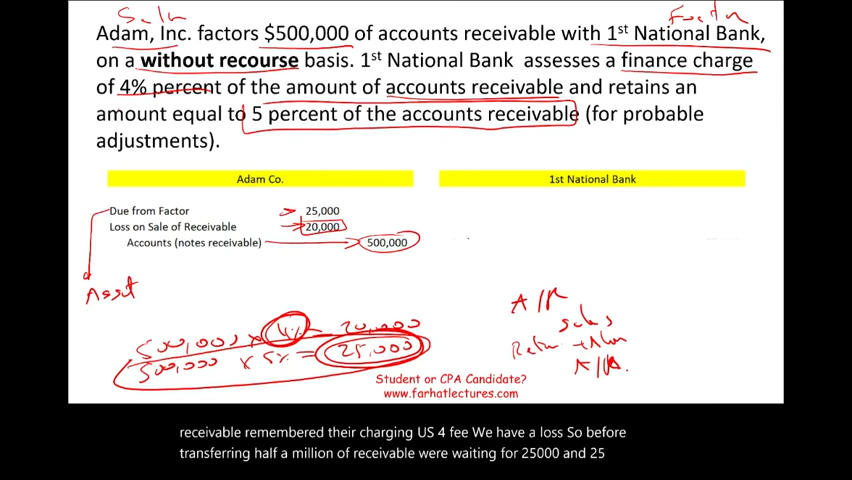 Adam, Inc. factors $500,000 of accounts receivable with 1st National Bank,
on a without recourse basis. 1st National Bank assesses a finance charge
of 4% percent of the amount of accounts receivable and retains an
amount equal to 5 percent of the accounts receivable (for probable
adjustments).
Adam Co.
1st National Bank
Due from Factor 25,000
Loss on Sale of Receivable 20,000
Accounts (notes receivable) 500,000
Asset
A/R
Sales
A/R.
500,000 x 4% = 20,000
500,000 x 5% = 25,000
Student or CPA Candidate?
www.farhatlectures.com
receivable remembered their charging US 4 fee We have a loss So before
transferring half a million of receivable were waiting for 25000 and 25